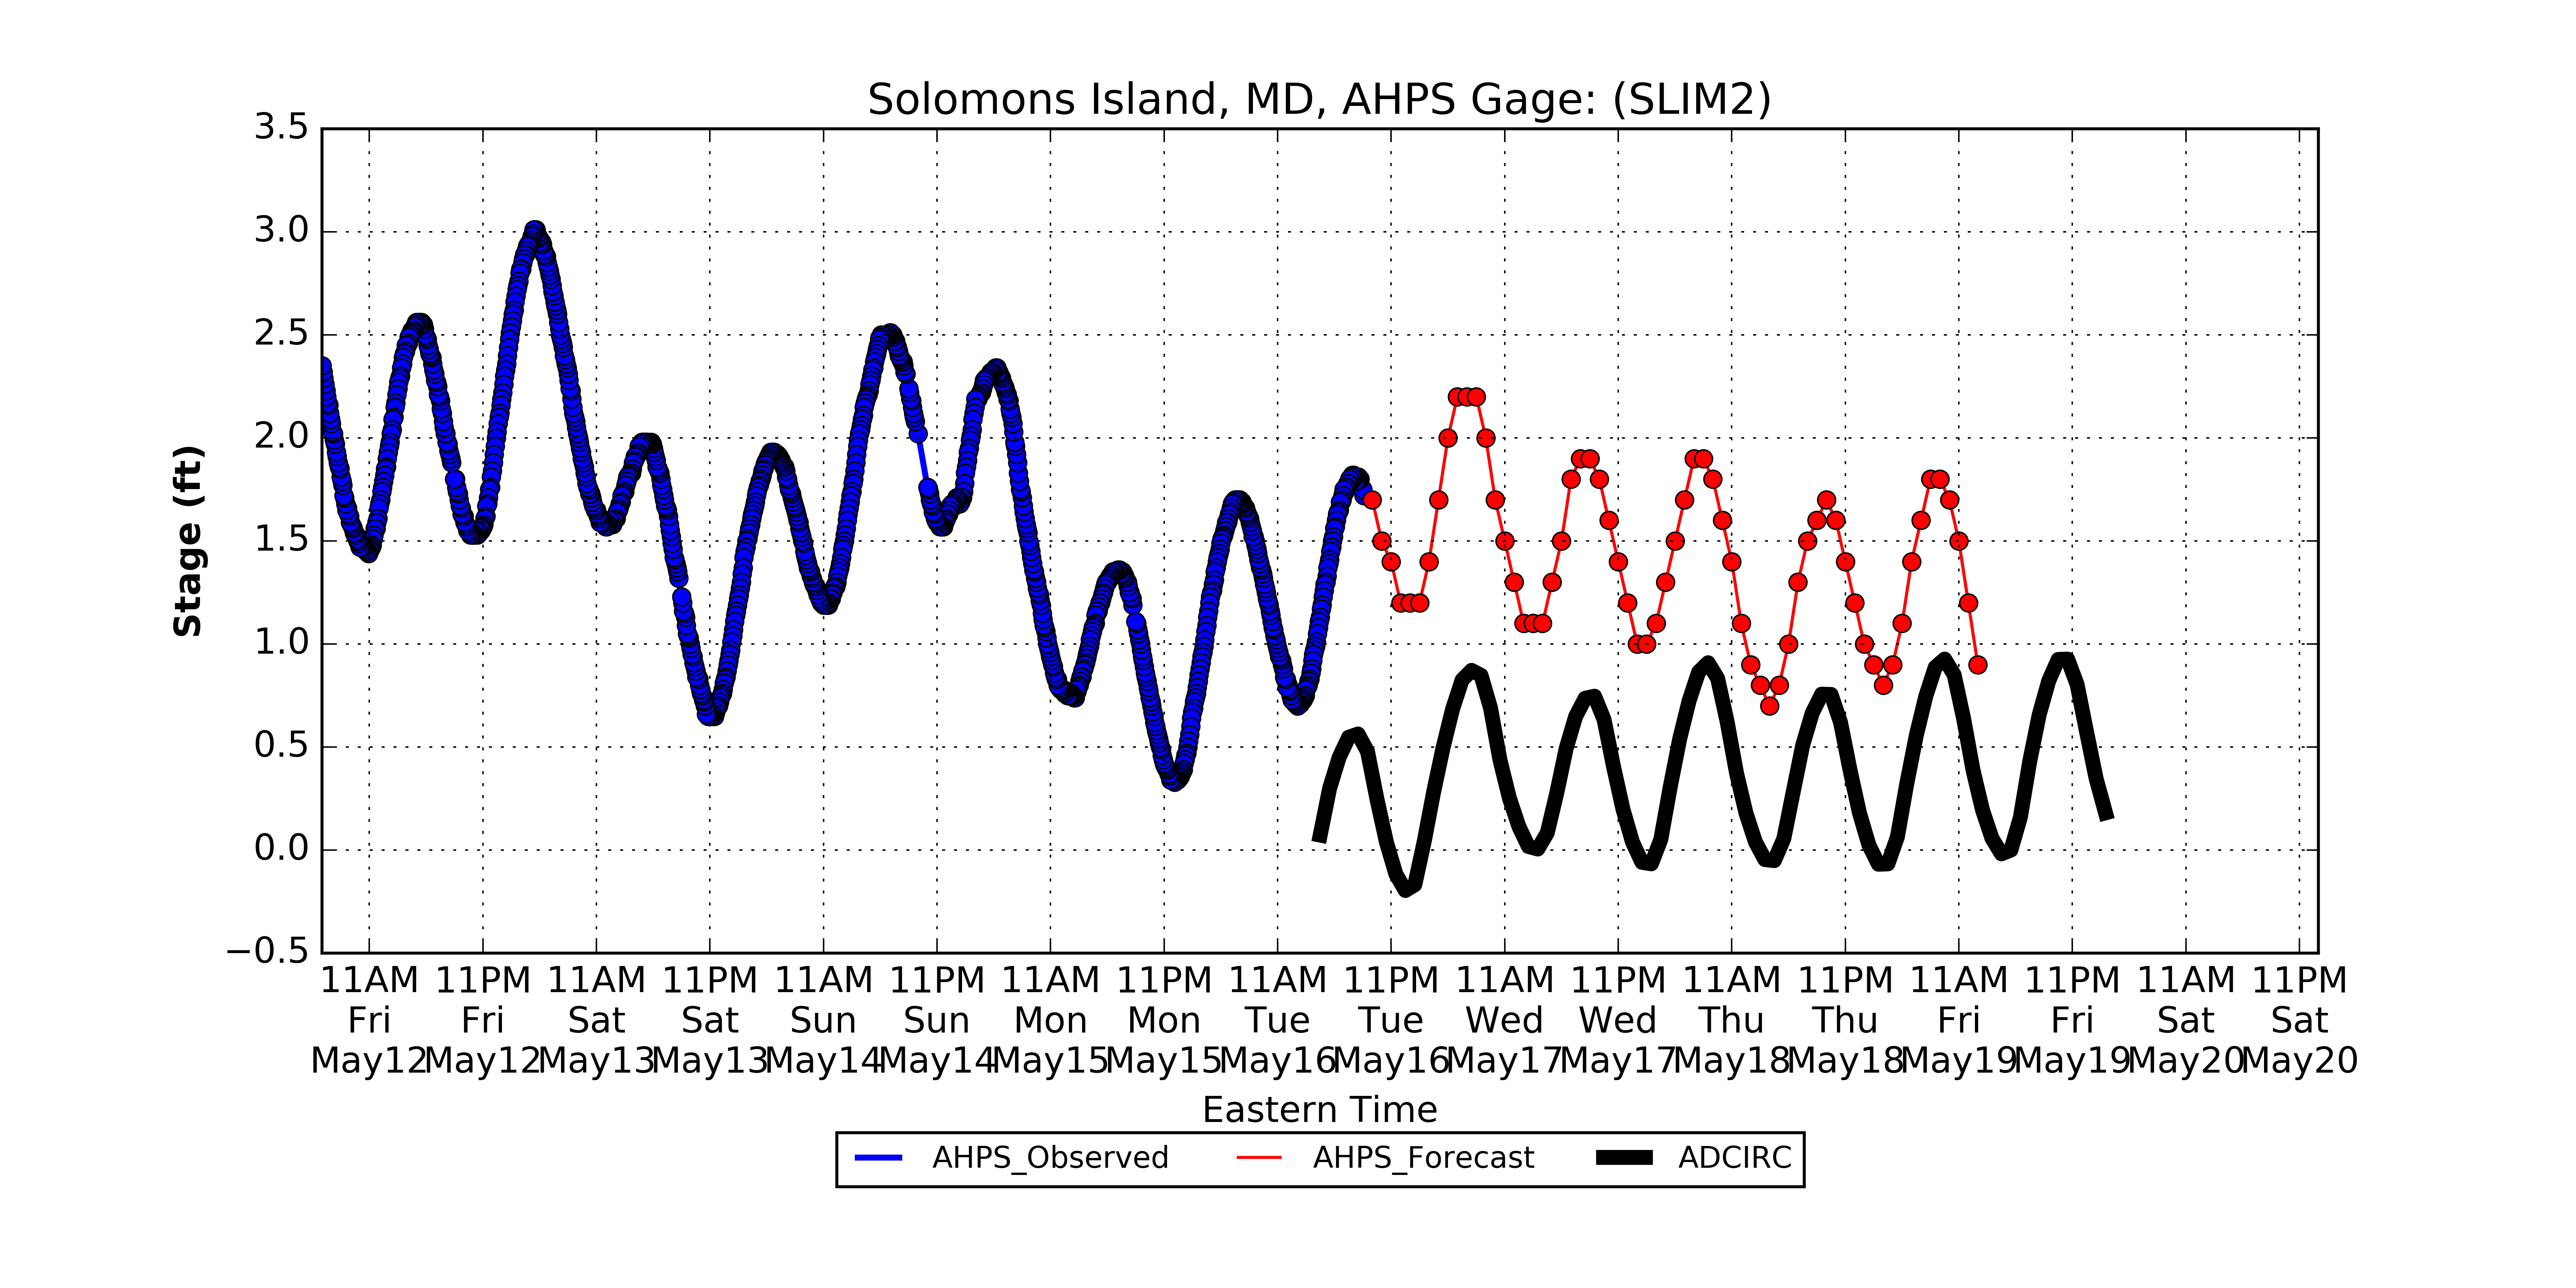 Solomons Island, MD, AHPS Gage: (SLIM2)
3.5
3.0
2.5
2.0
1.5
1.0
0.5
0.0
−0.5
Stage (ft)
11AM 11PM 11AM 11PM 11AM 11PM 11AM 11PM 11AM 11PM 11AM 11PM 11AM 11PM 11AM 11PM 11AM 11PM
Fri Fri Sat Sat Sun Sun Mon Mon Tue Tue Wed Wed Thu Thu Fri Fri Sat Sat
May12 May12 May13 May13 May14 May14 May15 May15 May16 May16 May17 May17 May18 May18 May19 May19 May20 May20
Eastern Time
AHPS_Observed AHPS_Forecast ADCIRC